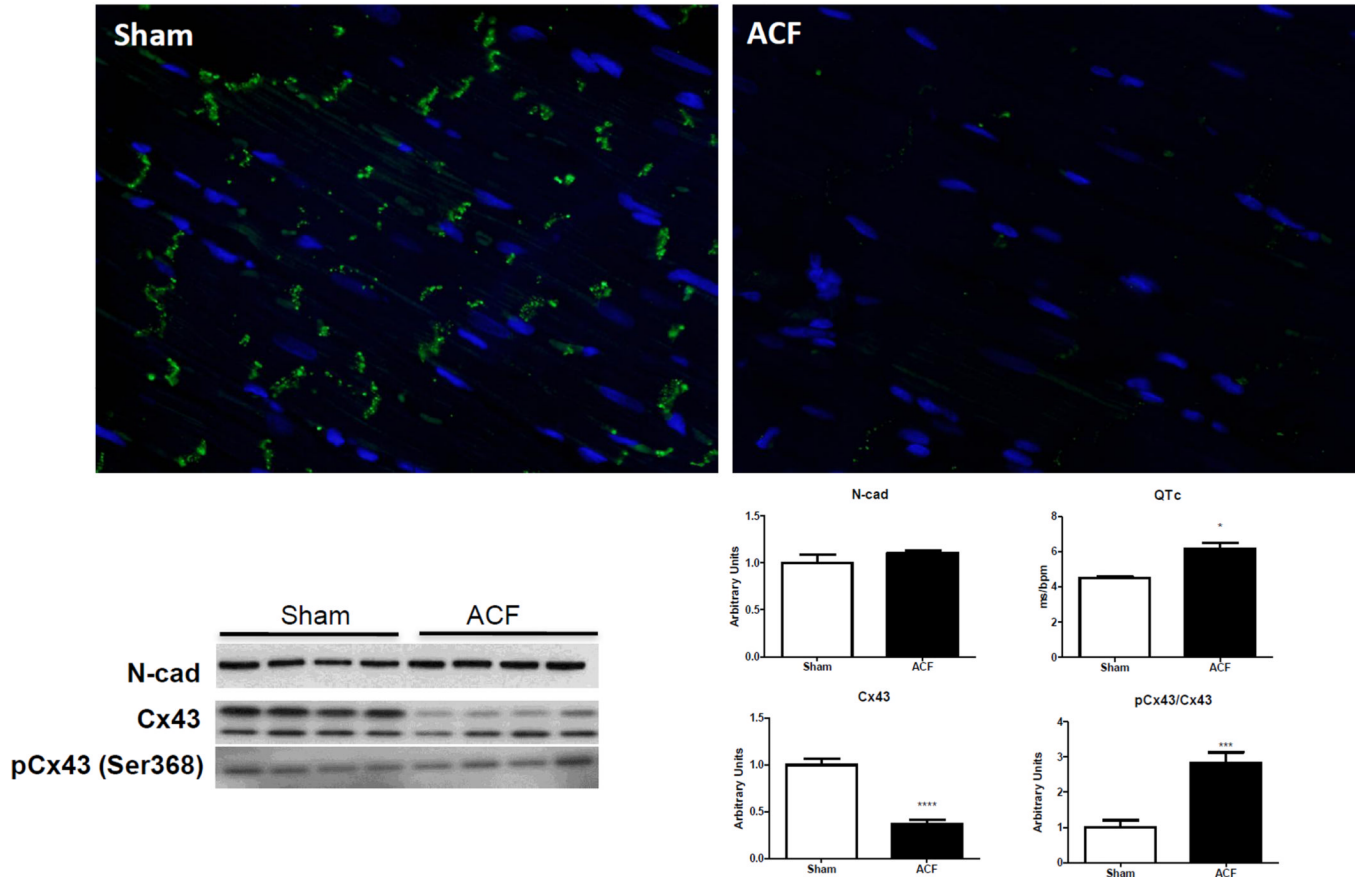 Sham
ACF
Sham ACF
N-cad
Cx43
pCx43 (Ser368)
N-cad
Arbitrary Units
1.5
1.0
0.5
0.0
Sham ACF
QTc
ms/bpm
8
6
4
2
0
*
Sham ACF
Cx43
Arbitrary Units
1.5
1.0
0.5
0.0
****
Sham ACF
pCx43/Cx43
Arbitrary Units
4
3
2
1
0
***
Sham ACF